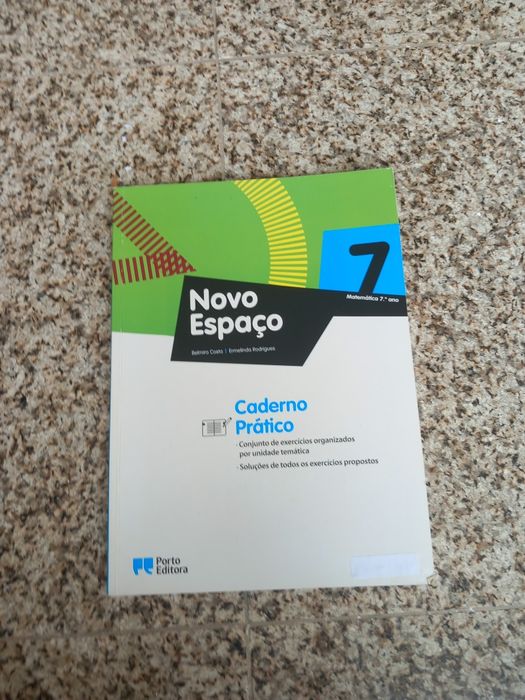 7
Matemática 7.º ano
Novo
Espaço
Belmiro Costa | Ermelinda Rodrigues
Caderno
Prático
· Conjunto de exercícios organizados
por unidade temática
· Soluções de todos os exercícios propostos
Porto
Editora